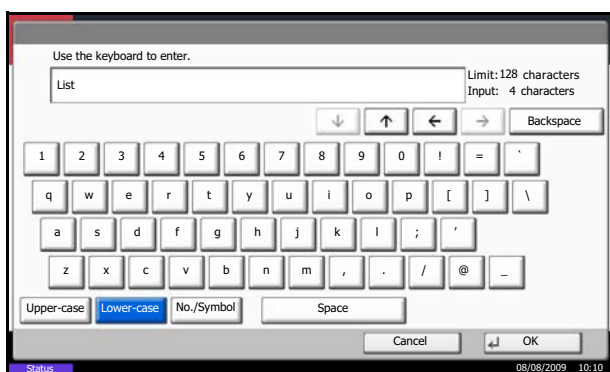 Use the keyboard to enter.
List
Limit: 128 characters
Input: 4 characters
↓ ↑ ← → Backspace
1 2 3 4 5 6 7 8 9 0 ! = `
q w e r t y u i o p [ ] \
a s d f g h j k l ; ′
z x c v b n m , . / @ _
Upper-case Lower-case No./Symbol Space
Cancel ↵ OK
Status 08/08/2009 10:10